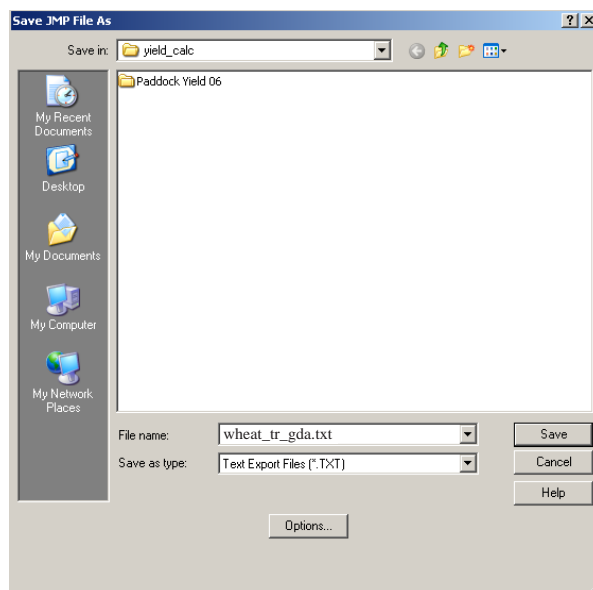 Save JMP File As
Save in:
yield_calc
Paddock Yield 06
My Recent
Documents
Desktop
My Documents
My Computer
My Network
Places
File name:
wheat_tr_gda.txt
Save
Save as type:
Text Export Files (*.TXT)
Cancel
Help
Options...